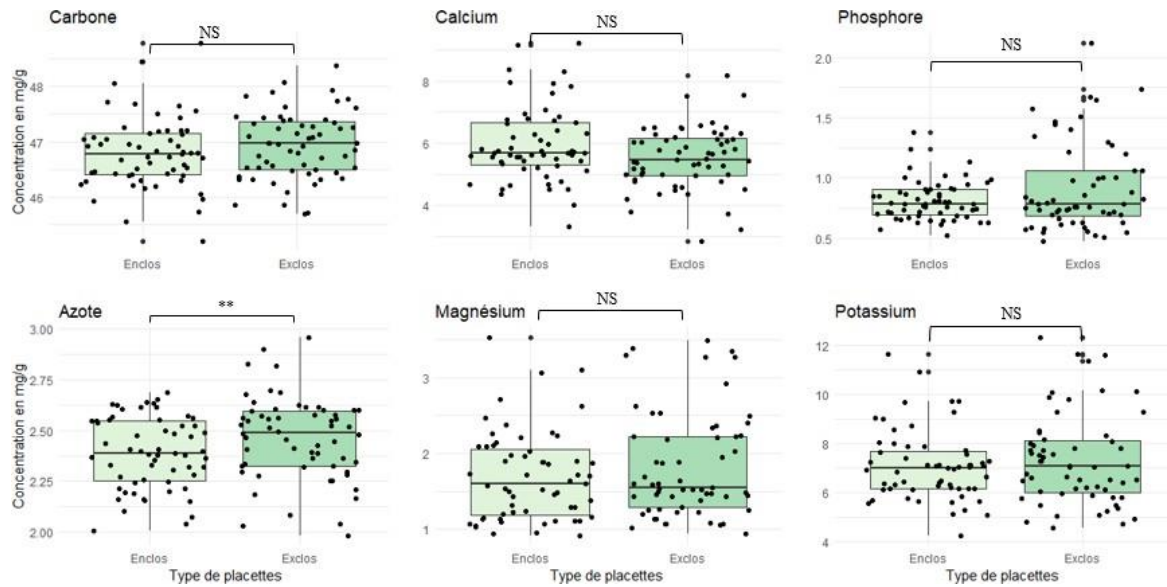 Carbone
NS
Concentration en mg/g
48
47
46
Enclos
Exclos
Calcium
NS
8
6
4
Enclos
Exclos
Phosphore
NS
2.0
1.5
1.0
0.5
Enclos
Exclos
Azote
**
Concentration en mg/g
3.00
2.75
2.50
2.25
2.00
Enclos
Exclos
Type de placettes
Magnésium
NS
3
2
1
Enclos
Exclos
Type de placettes
Potassium
NS
12
10
8
6
4
Enclos
Exclos
Type de placettes